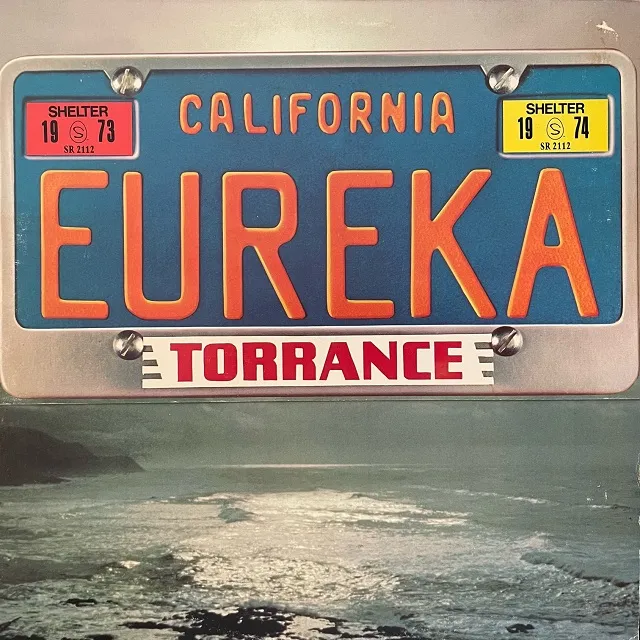 CALIFORNIA
SHELTER
19 S 73
SR 2112
SHELTER
19 S 74
SR 2112
EUREKA
TORRANCE